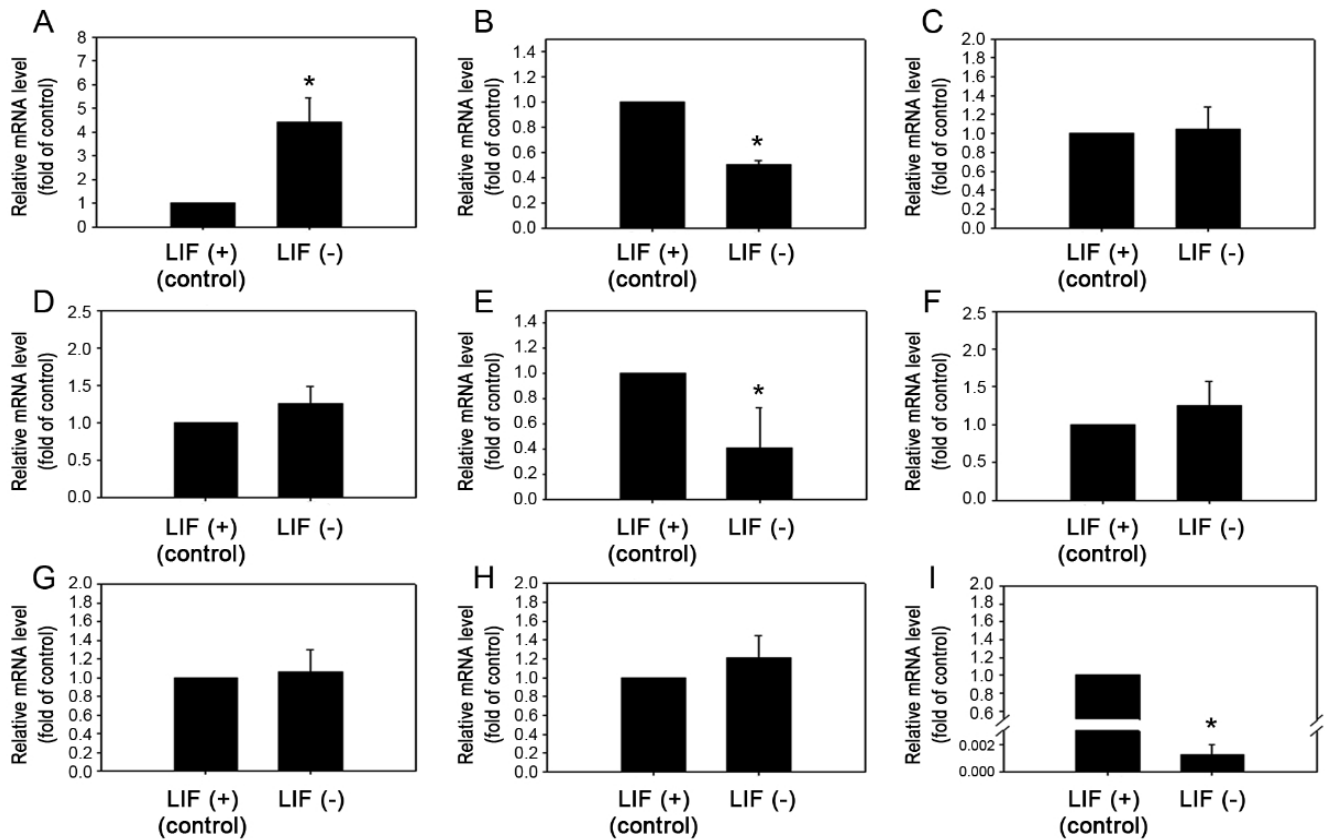 A
Relative mRNA level
(fold of control)
8
7
6
5
4
3
2
1
0
*
LIF (+)
(control)
LIF (-)
B
Relative mRNA level
(fold of control)
1.4
1.2
1.0
0.8
0.6
0.4
0.2
0.0
*
LIF (+)
(control)
LIF (-)
C
Relative mRNA level
(fold of control)
2.0
1.8
1.6
1.4
1.2
1.0
0.8
0.6
0.4
0.2
0.0
LIF (+)
(control)
LIF (-)
D
Relative mRNA level
(fold of control)
2.5
2.0
1.5
1.0
0.5
0.0
LIF (+)
(control)
LIF (-)
E
Relative mRNA level
(fold of control)
1.4
1.2
1.0
0.8
0.6
0.4
0.2
0.0
*
LIF (+)
(control)
LIF (-)
F
Relative mRNA level
(fold of control)
2.5
2.0
1.5
1.0
0.5
0.0
LIF (+)
(control)
LIF (-)
G
Relative mRNA level
(fold of control)
2.0
1.8
1.6
1.4
1.2
1.0
0.8
0.6
0.4
0.2
0.0
LIF (+)
(control)
LIF (-)
H
Relative mRNA level
(fold of control)
2.0
1.8
1.6
1.4
1.2
1.0
0.8
0.6
0.4
0.2
0.0
LIF (+)
(control)
LIF (-)
I
Relative mRNA level
(fold of control)
2.0
1.8
1.6
1.4
1.2
1.0
0.8
0.6
0.002
0.000
*
LIF (+)
(control)
LIF (-)